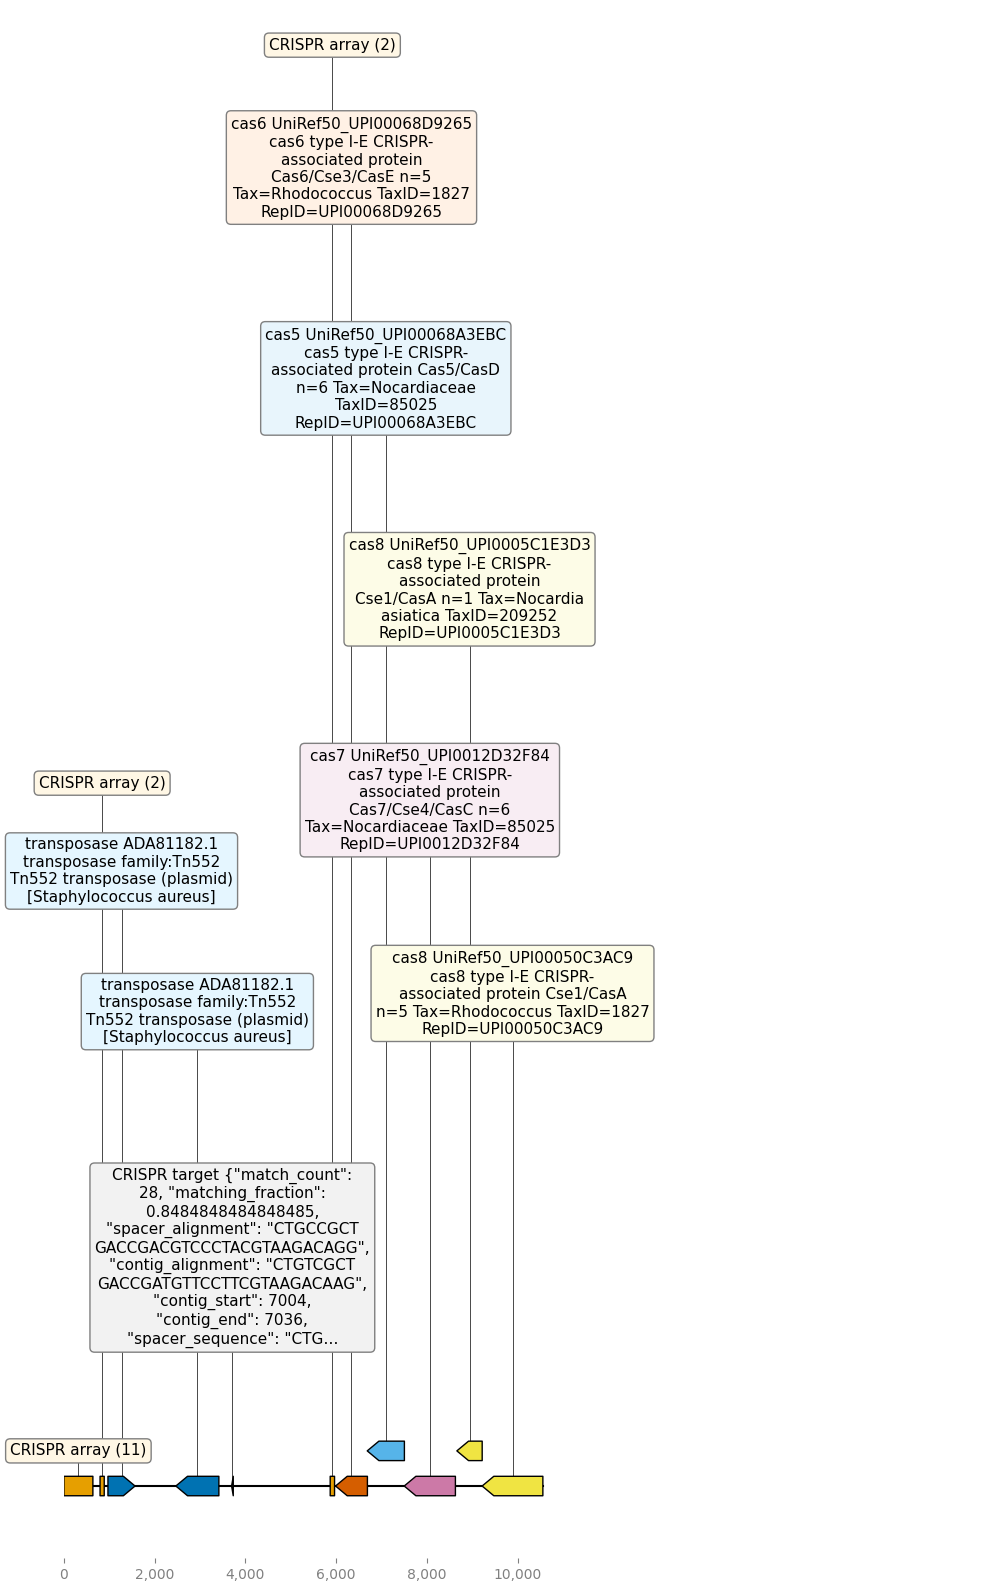 CRISPR array (2)
cas6 UniRef50_UPI00068D9265
cas6 type I-E CRISPR-
associated protein
Cas6/Cse3/CasE n=5
Tax=Rhodococcus TaxID=1827
RepID=UPI00068D9265
cas5 UniRef50_UPI00068A3EBC
cas5 type I-E CRISPR-
associated protein Cas5/CasD
n=6 Tax=Nocardiaceae
TaxID=85025
RepID=UPI00068A3EBC
cas8 UniRef50_UPI0005C1E3D3
cas8 type I-E CRISPR-
associated protein
Cse1/CasA n=1 Tax=Nocardia
asiatica TaxID=209252
RepID=UPI0005C1E3D3
cas7 UniRef50_UPI0012D32F84
cas7 type I-E CRISPR-
associated protein
Cas7/Cse4/CasC n=6
Tax=Nocardiaceae TaxID=85025
RepID=UPI0012D32F84
CRISPR array (2)
transposase ADA81182.1
transposase family:Tn552
Tn552 transposase (plasmid)
[Staphylococcus aureus]
cas8 UniRef50_UPI00050C3AC9
cas8 type I-E CRISPR-
associated protein Cse1/CasA
n=5 Tax=Rhodococcus TaxID=1827
RepID=UPI00050C3AC9
transposase ADA81182.1
transposase family:Tn552
Tn552 transposase (plasmid)
[Staphylococcus aureus]
CRISPR target {"match_count":
28, "matching_fraction":
0.8484848484848485,
"spacer_alignment": "CTGCCGCT
GACCGACGTCCCTACGTAAGACAGG",
"contig_alignment": "CTGTCGCT
GACCGATGTTCCTTCGTAAGACAAG",
"contig_start": 7004,
"contig_end": 7036,
"spacer_sequence": "CTG...
CRISPR array (11)
0 2,000 4,000 6,000 8,000 10,000